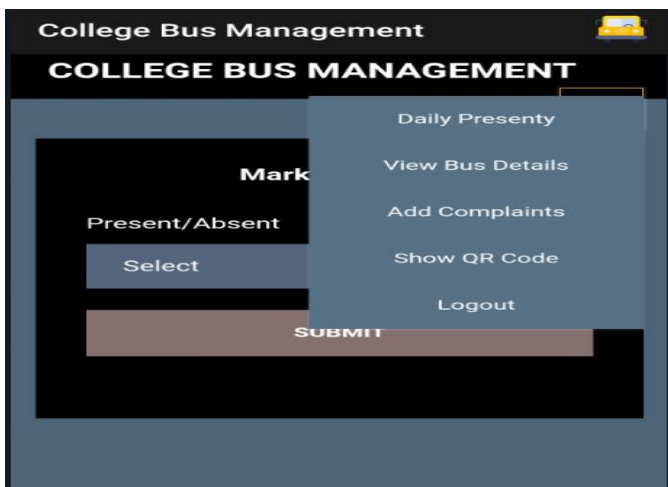 College Bus Management
COLLEGE BUS MANAGEMENT
Daily Presenty
View Bus Details
Add Complaints
Show QR Code
Logout
Mark
Present/Absent
Select
SUBMIT